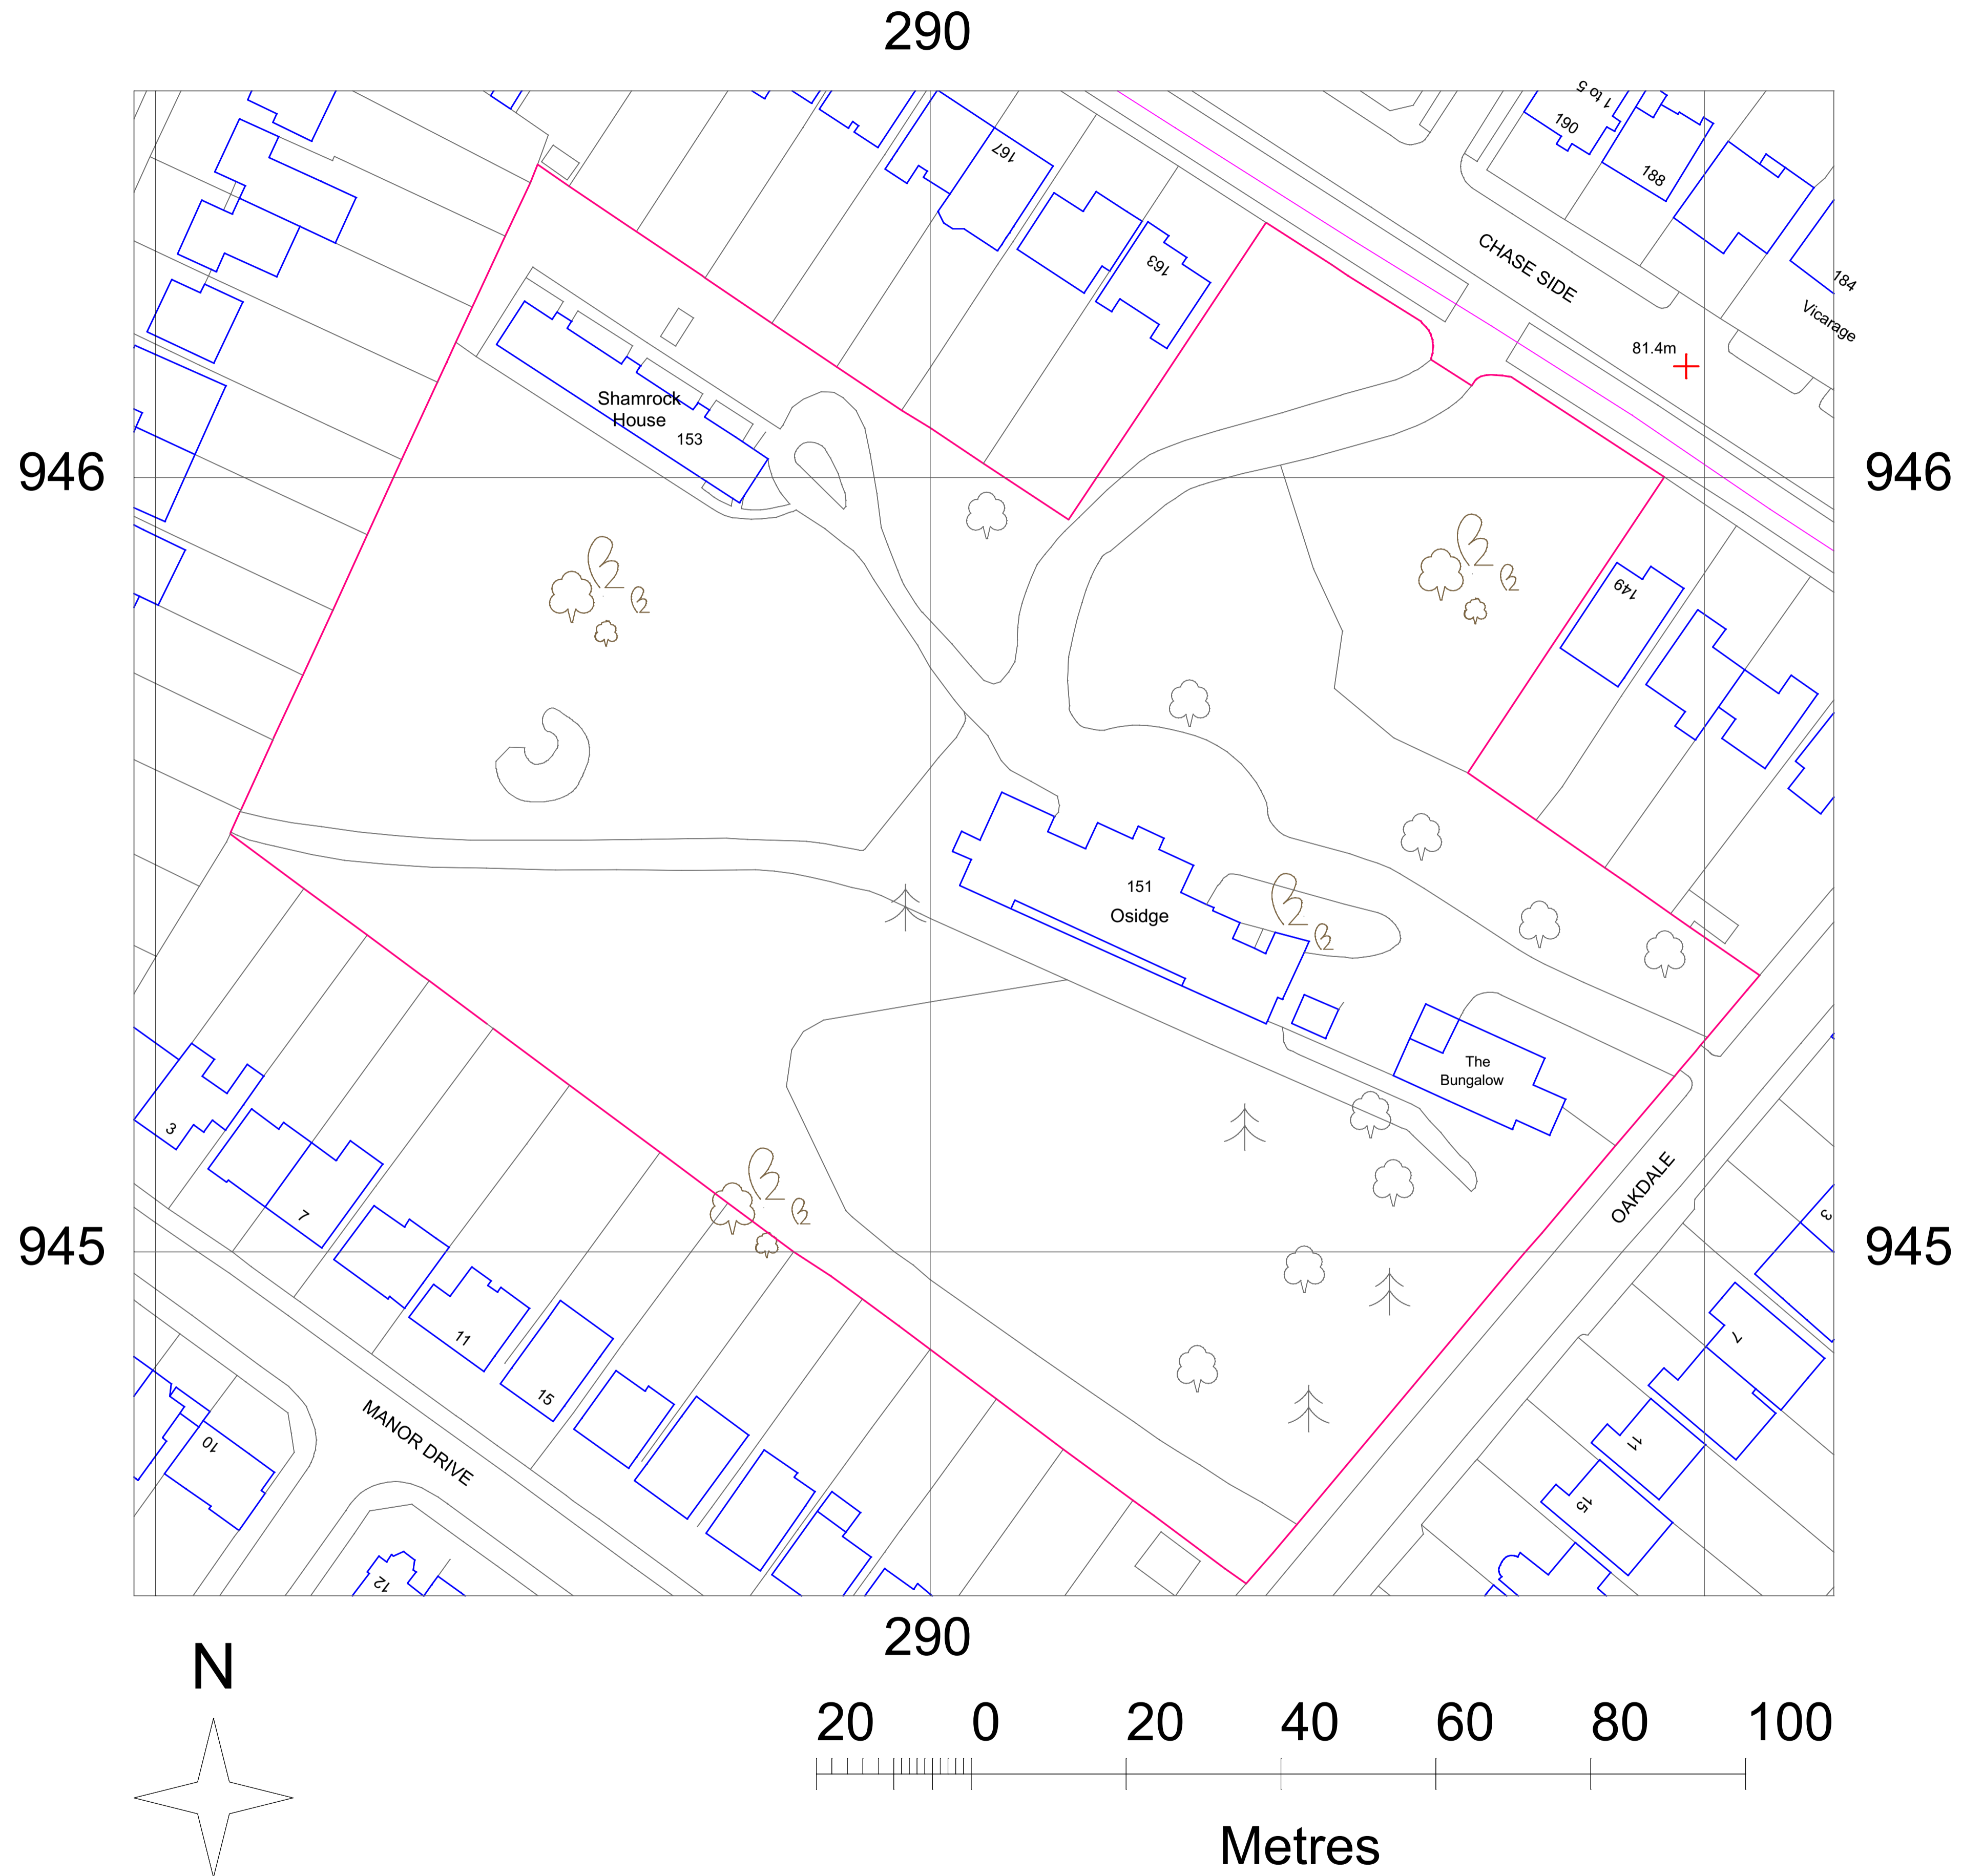 290
1 to 5
190
188
167
163
CHASE SIDE
184
Vicarage
81.4m
Shamrock
House
153
946
946
149
151
Osidge
The
Bungalow
3
7
OAKDALE
3
945
945
7
11
15
11
15
MANOR DRIVE
10
12
290
N
20 0 20 40 60 80 100
Metres